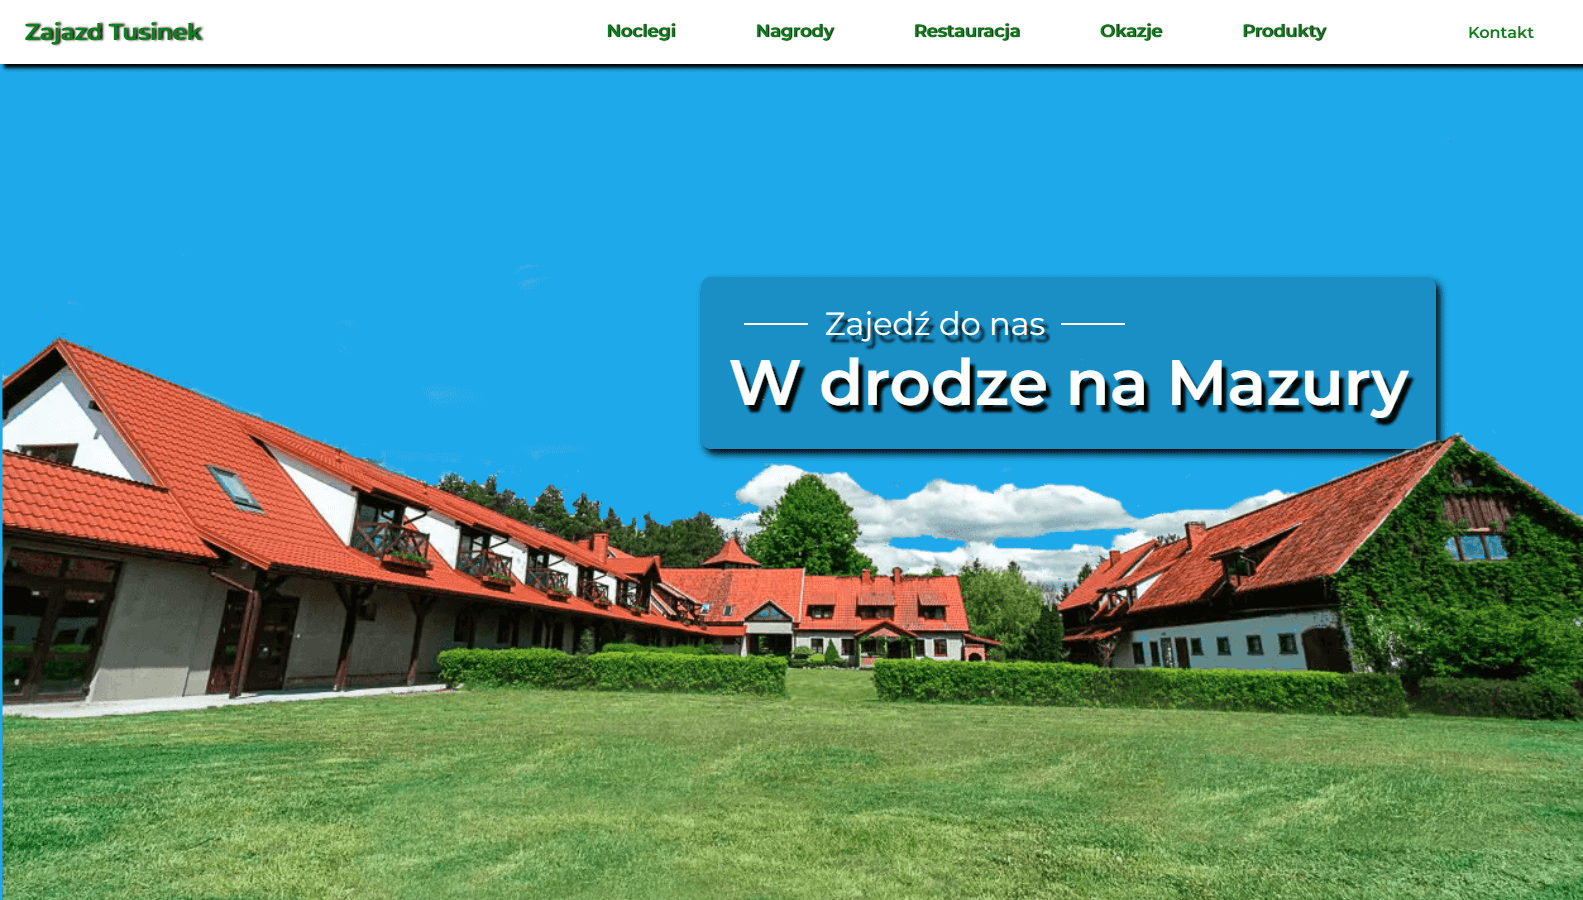 Zajazd Tusinek
Noclegi
Nagrody
Restauracja
Okazje
Produkty
Kontakt
Zajedź do nas
W drodze na Mazury